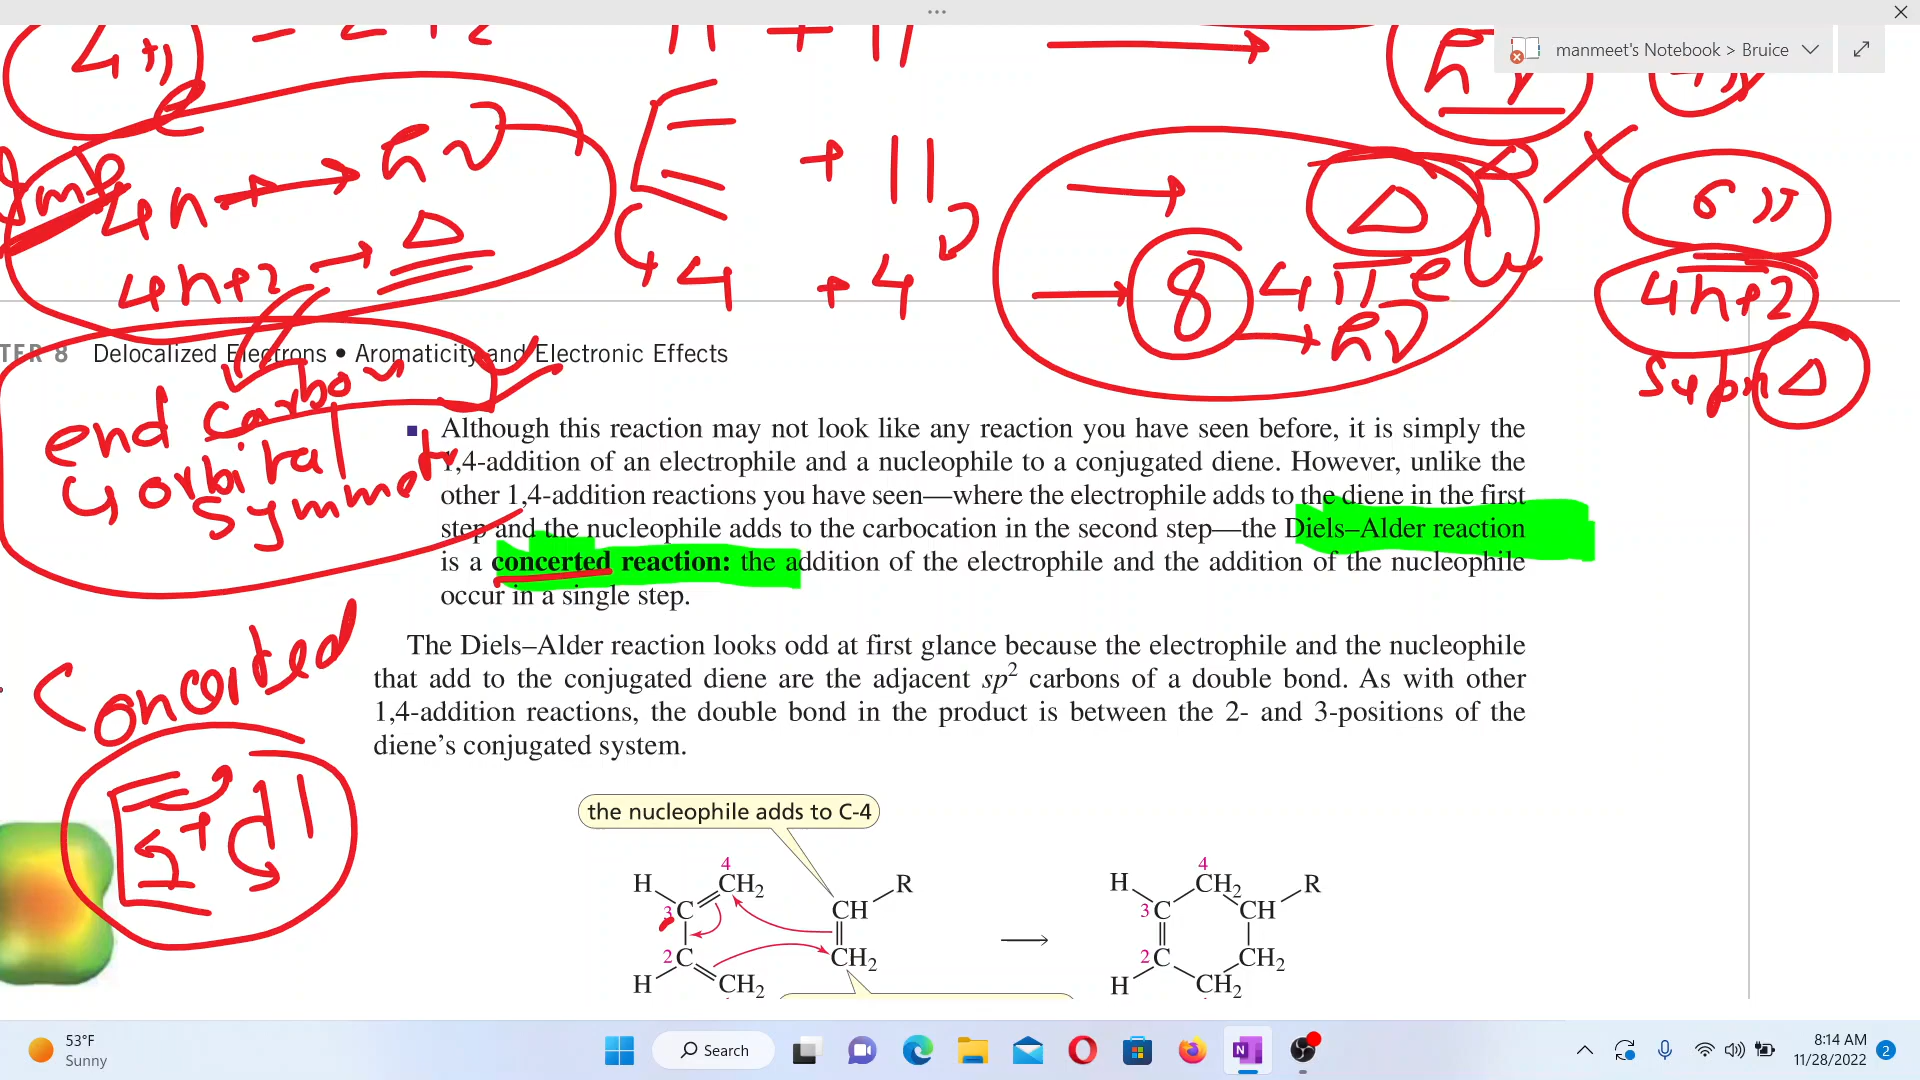 manmeet's Notebook > Bruice
4n → hν
4n+2 → Δ
+ 11
Δ
6π
4 + 4
8
4πe
hν
4n+2
Δ
TER 8 Delocalized Electrons • Aromaticity and Electronic Effects
end carbon
orbital
symmet
■ Although this reaction may not look like any reaction you have seen before, it is simply the
1,4-addition of an electrophile and a nucleophile to a conjugated diene. However, unlike the
other 1,4-addition reactions you have seen—where the electrophile adds to the diene in the first
step and the nucleophile adds to the carbocation in the second step—the Diels–Alder reaction
is a concerted reaction: the addition of the electrophile and the addition of the nucleophile
occur in a single step.
Concerted
The Diels–Alder reaction looks odd at first glance because the electrophile and the nucleophile
that add to the conjugated diene are the adjacent sp² carbons of a double bond. As with other
1,4-addition reactions, the double bond in the product is between the 2- and 3-positions of the
diene’s conjugated system.
the nucleophile adds to C-4
4 4
H CH₂ R H CH₂ R
3 C CH 3 C CH
2 C CH₂ 2 C CH₂
H CH₂ H CH₂
53°F
Sunny
Search
8:14 AM
11/28/2022
2